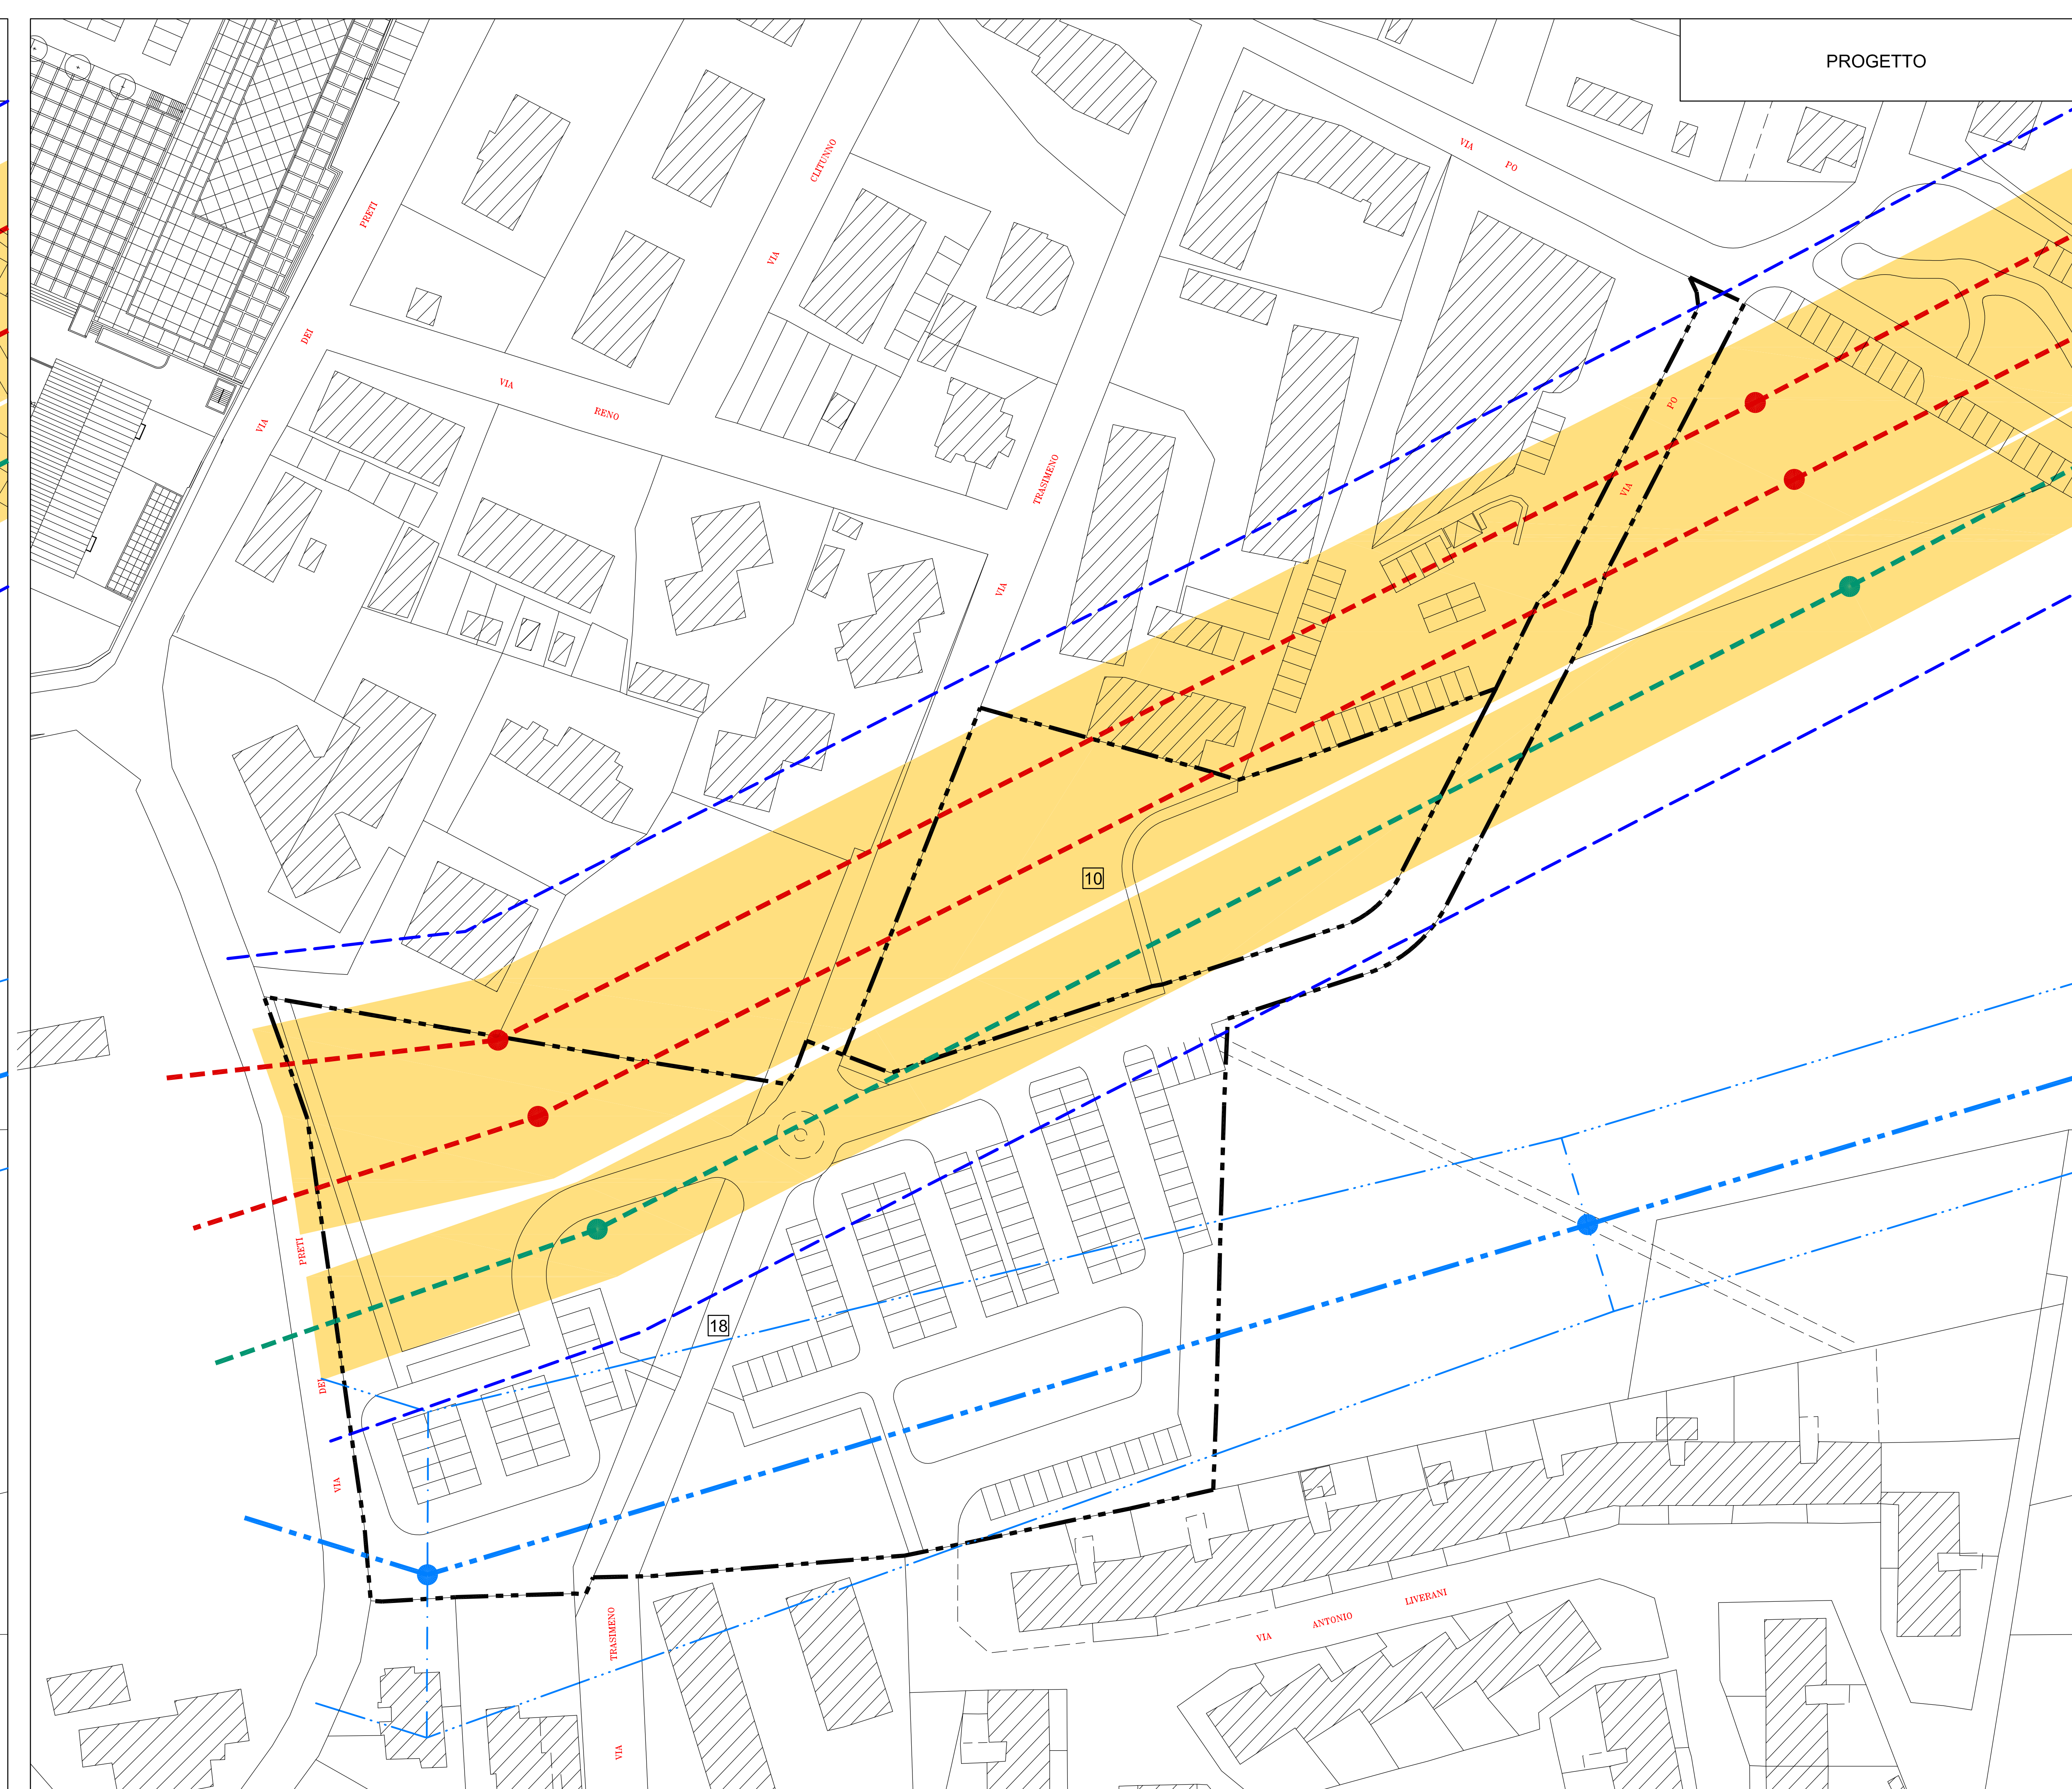 PROGETTO
VIA PO
VIA CLITUNNO
VIA DEI PRETI
VIA RENO
VIA TRASIMENO
VIA PO
10
18
VIA DEI PRETI
VIA TRASIMENO
VIA ANTONIO LIVERANI